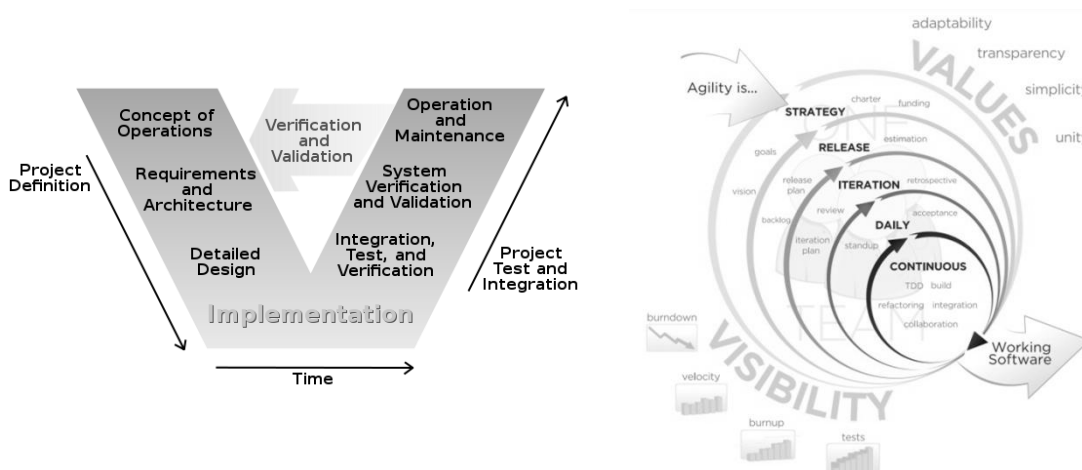 Concept of
Operations
Verification
and
Validation
Operation
and
Maintenance
Project
Definition
Requirements
and
Architecture
System
Verification
and Validation
Detailed
Design
Integration,
Test, and
Verification
Project
Test and
Integration
Implementation
Time
adaptability
transparency
simplicity
unit
VALUES
Agility is...
STRATEGY
charter
funding
ONE
goals
RELEASE
estimation
vision
release
plan
ITERATION
retrospective
backlog
review
DAILY
acceptance
iteration
plan
standup
CONTINUOUS
TDD
build
refactoring
integration
collaboration
TEAM
Working
Software
VISIBILITY
burndown
velocity
burnup
tests